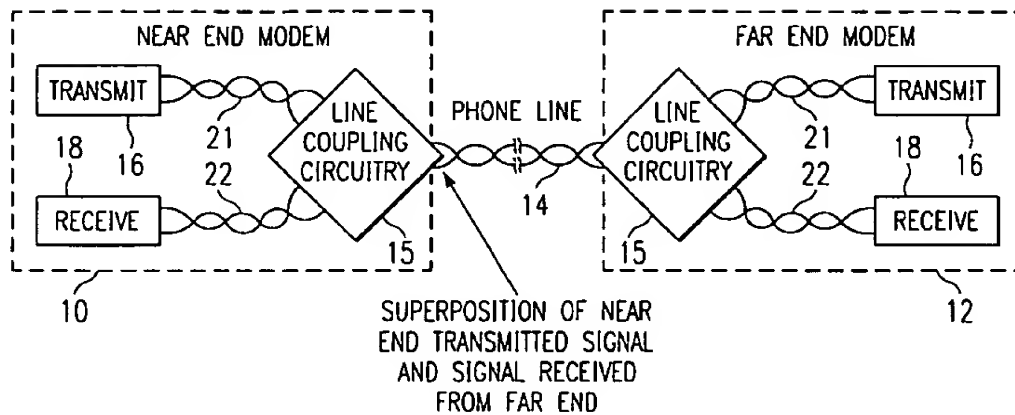 NEAR END MODEM
FAR END MODEM
TRANSMIT
LINE
COUPLING
CIRCUITRY
PHONE LINE
LINE
COUPLING
CIRCUITRY
TRANSMIT
21
16
21
16
18
22
14
22
18
RECEIVE
RECEIVE
15
15
10
12
SUPERPOSITION OF NEAR
END TRANSMITTED SIGNAL
AND SIGNAL RECEIVED
FROM FAR END